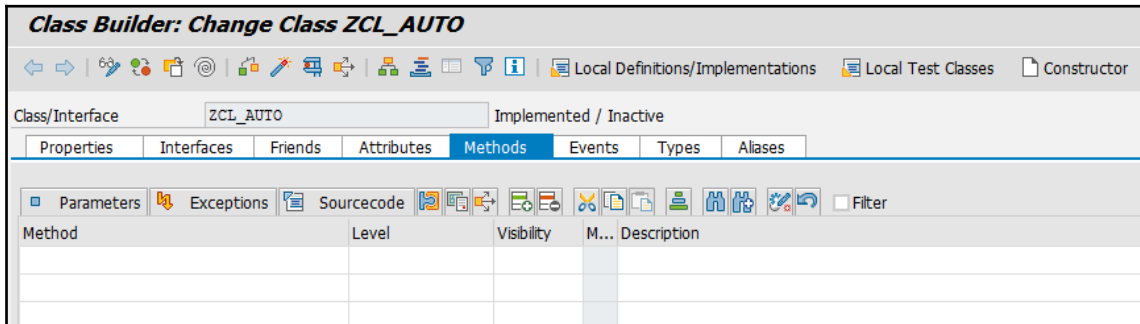 Class Builder: Change Class ZCL_AUTO
Local Definitions/Implementations Local Test Classes Constructor
Class/Interface ZCL_AUTO Implemented / Inactive
Properties Interfaces Friends Attributes Methods Events Types Aliases
Parameters Exceptions Sourcecode Filter
Method Level Visibility M... Description